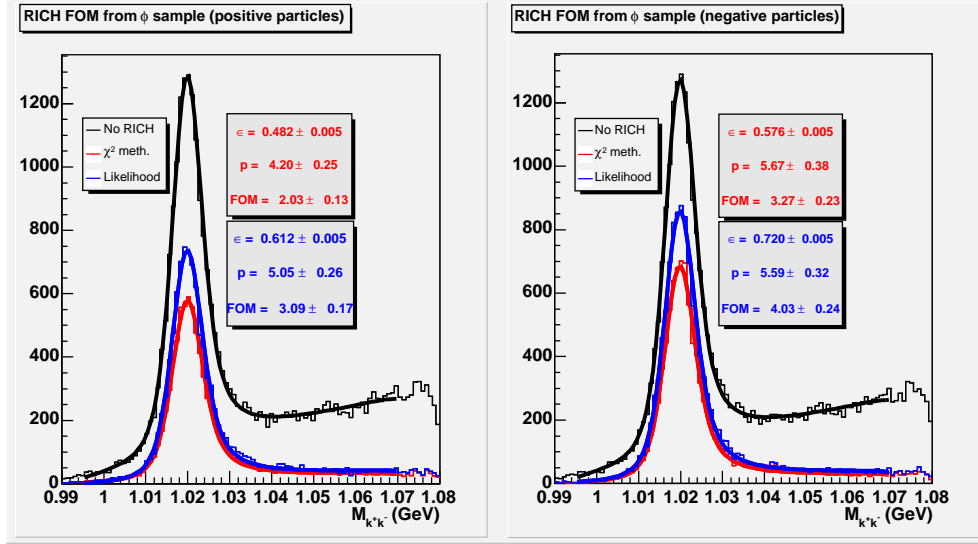 RICH FOM from ϕ sample (positive particles)
1200
1000
800
600
400
200
0
No RICH
χ² meth.
Likelihood
ϵ = 0.482 ± 0.005
p = 4.20 ± 0.25
FOM = 2.03 ± 0.13
ϵ = 0.612 ± 0.005
p = 5.05 ± 0.26
FOM = 3.09 ± 0.17
0.99 1 1.01 1.02 1.03 1.04 1.05 1.06 1.07 1.08
M_k⁺k⁻ (GeV)
RICH FOM from ϕ sample (negative particles)
1200
1000
800
600
400
200
0
No RICH
χ² meth.
Likelihood
ϵ = 0.576 ± 0.005
p = 5.67 ± 0.38
FOM = 3.27 ± 0.23
ϵ = 0.720 ± 0.005
p = 5.59 ± 0.32
FOM = 4.03 ± 0.24
0.99 1 1.01 1.02 1.03 1.04 1.05 1.06 1.07 1.08
M_k⁺k⁻ (GeV)